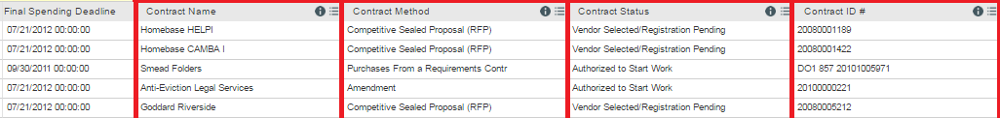 Final Spending Deadline Contract Name Contract Method Contract Status Contract ID #
07/21/2012 00:00:00 Homebase HELPI Competitive Sealed Proposal (RFP) Vendor Selected/Registration Pending 20080001189
07/21/2012 00:00:00 Homebase CAMBA I Competitive Sealed Proposal (RFP) Vendor Selected/Registration Pending 20080001422
09/30/2011 00:00:00 Smead Folders Purchases From a Requirements Contr Authorized to Start Work DO1 857 20101005971
07/21/2012 00:00:00 Anti-Eviction Legal Services Amendment Authorized to Start Work 20100000221
07/21/2012 00:00:00 Goddard Riverside Competitive Sealed Proposal (RFP) Vendor Selected/Registration Pending 20080005212